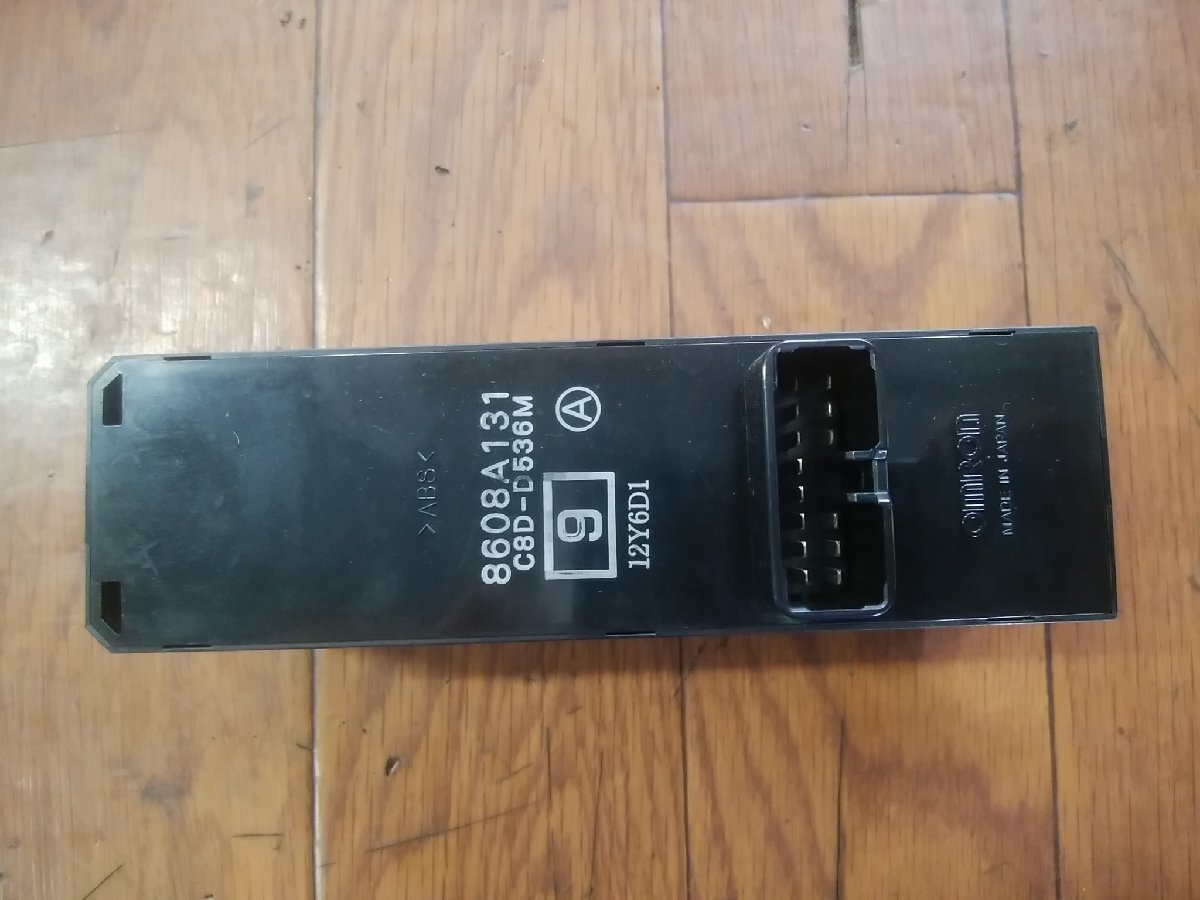 >ABS<
8608A131
C8D-D536M
9 A
12Y6D1
omron
MADE IN JAPAN